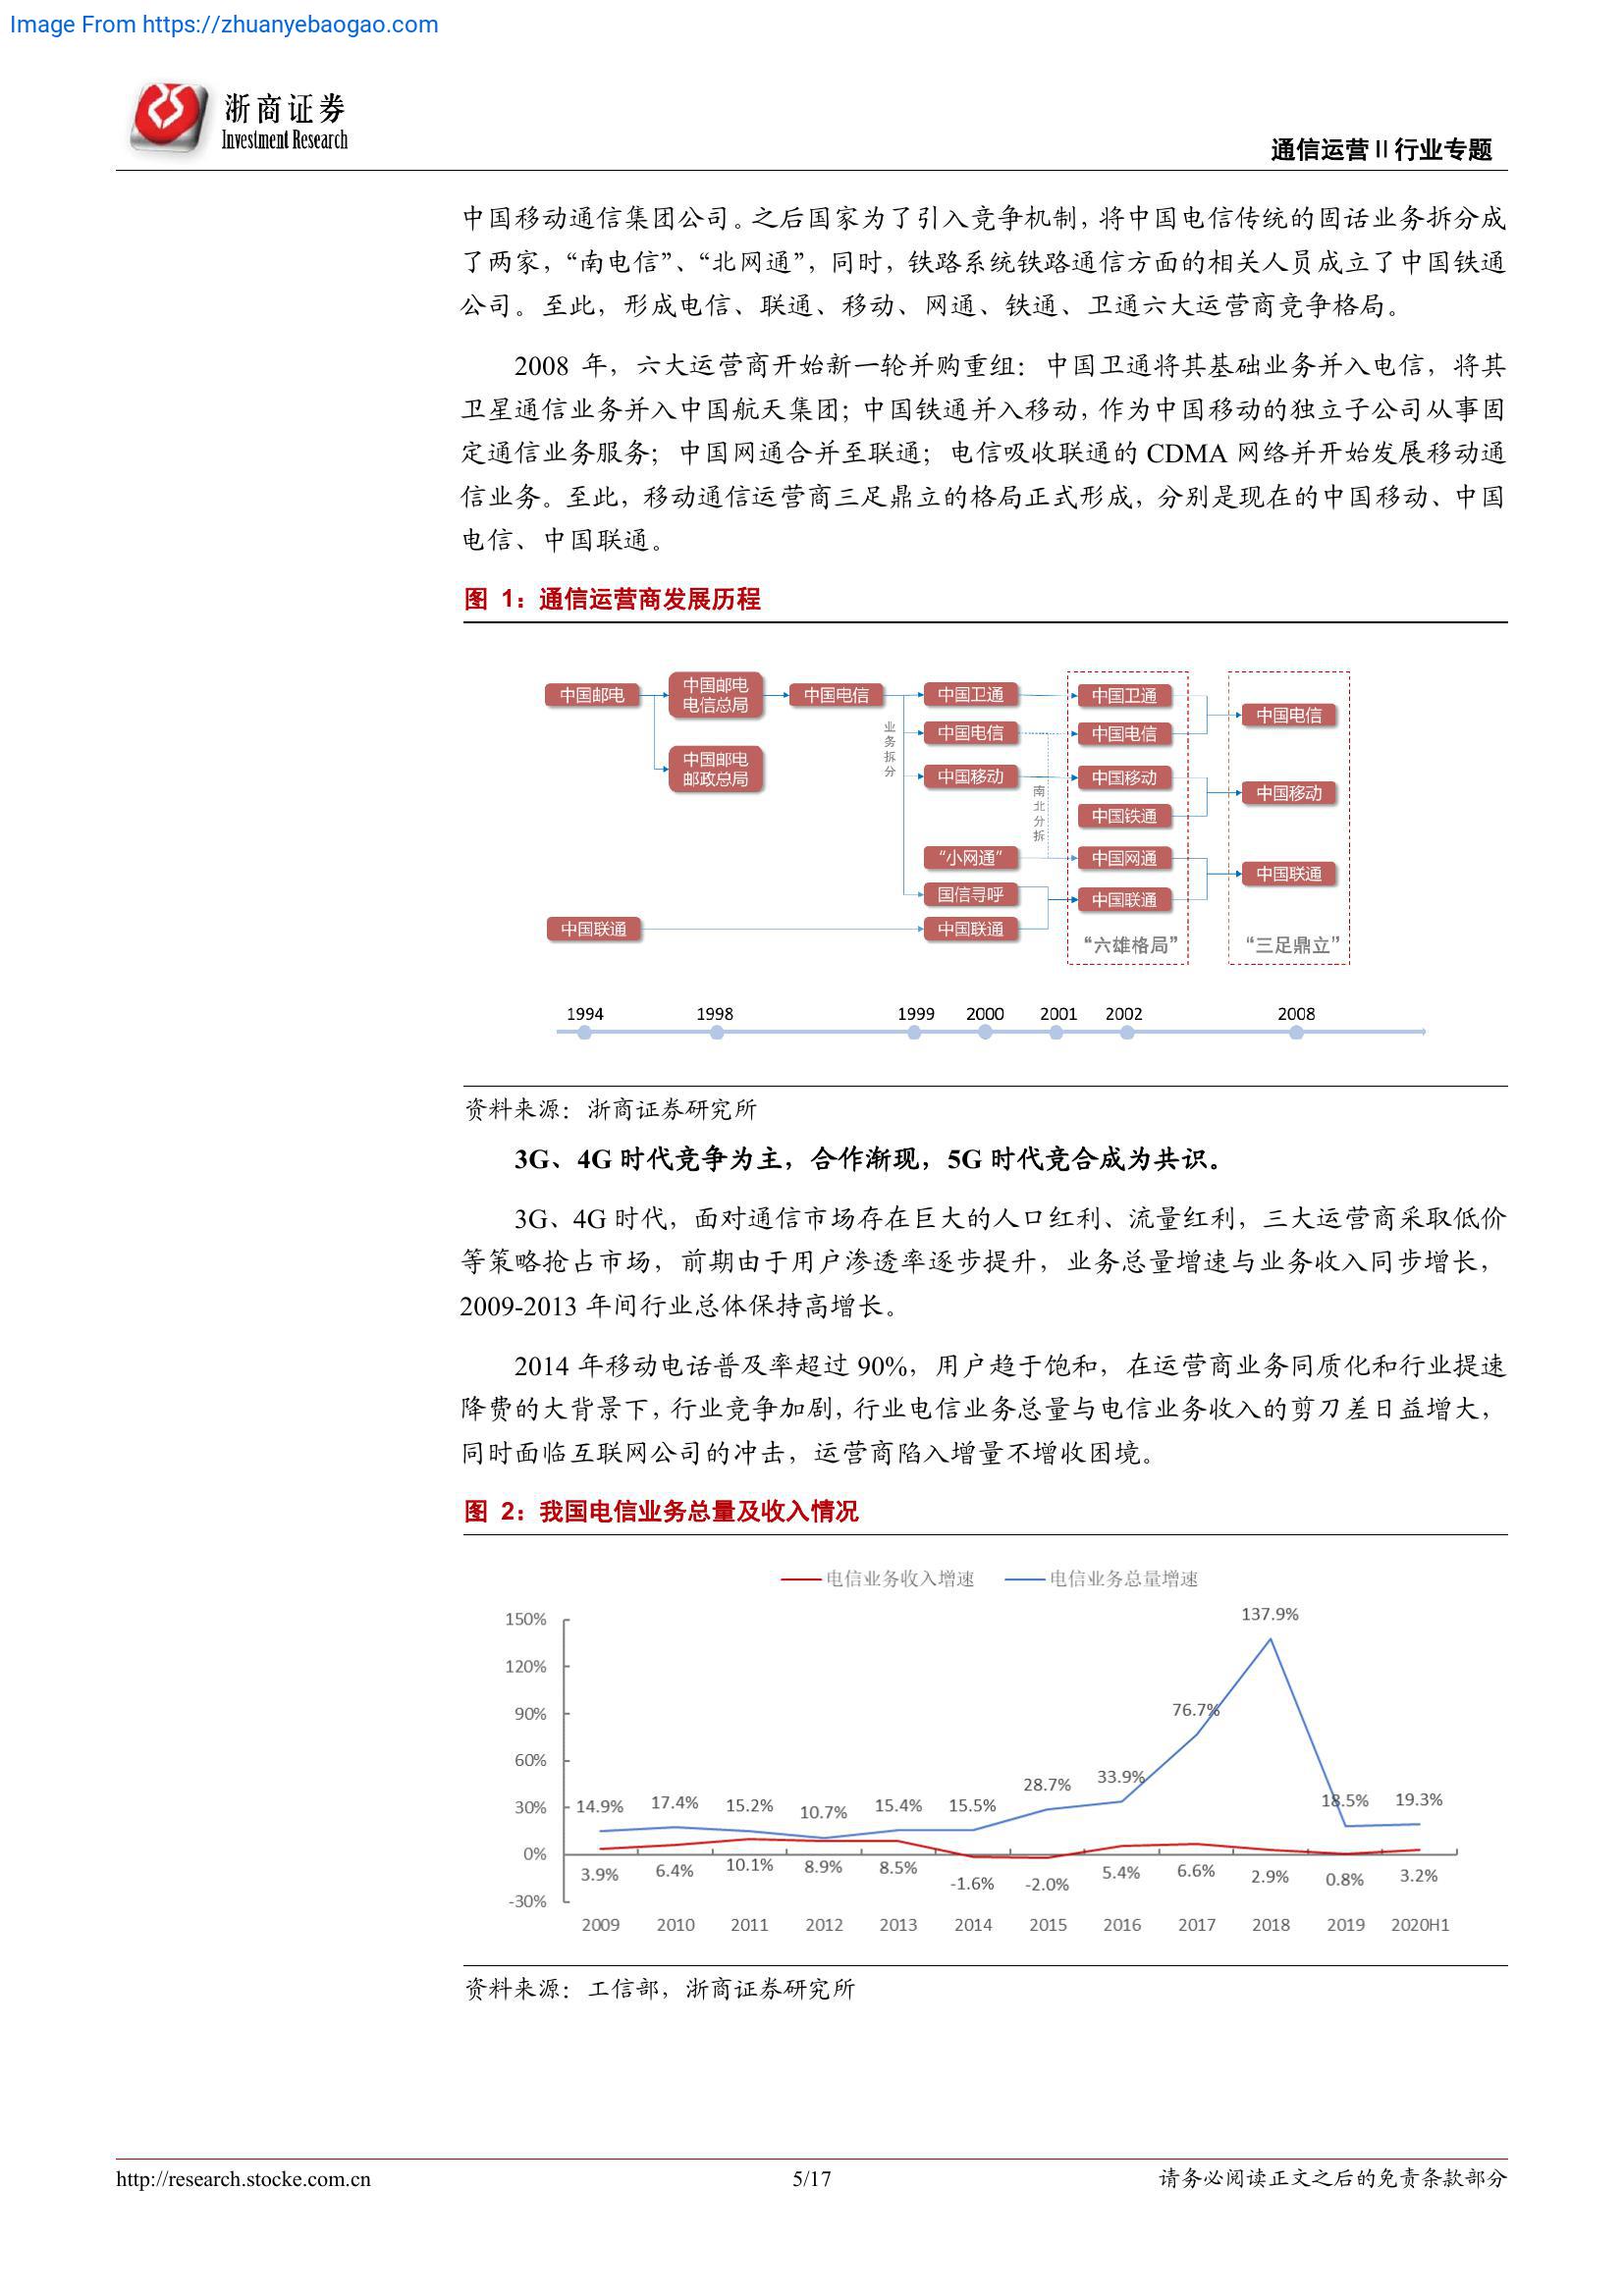 Image From https://zhuanyebaogao.com
浙商证券
Investment Research
通信运营Ⅱ行业专题
中国移动通信集团公司。之后国家为了引入竞争机制，将中国电信传统的固话业务拆分成
了两家，“南电信”、“北网通”，同时，铁路系统铁路通信方面的相关人员成立了中国铁通
公司。至此，形成电信、联通、移动、网通、铁通、卫通六大运营商竞争格局。
2008 年，六大运营商开始新一轮并购重组：中国卫通将其基础业务并入电信，将其
卫星通信业务并入中国航天集团；中国铁通并入移动，作为中国移动的独立子公司从事固
定通信业务服务；中国网通合并至联通；电信吸收联通的 CDMA 网络并开始发展移动通
信业务。至此，移动通信运营商三足鼎立的格局正式形成，分别是现在的中国移动、中国
电信、中国联通。
图 1：通信运营商发展历程
中国邮电
中国邮电
电信总局
中国邮电
邮政总局
中国电信
业务拆分
中国卫通
中国电信
中国移动
“小网通”
国信寻呼
中国联通
中国联通
南北分拆
中国卫通
中国电信
中国移动
中国铁通
中国网通
中国联通
“六雄格局”
中国电信
中国移动
中国联通
“三足鼎立”
1994 1998 1999 2000 2001 2002 2008
资料来源：浙商证券研究所
3G、4G 时代竞争为主，合作渐现，5G 时代竞合成为共识。
3G、4G 时代，面对通信市场存在巨大的人口红利、流量红利，三大运营商采取低价
等策略抢占市场，前期由于用户渗透率逐步提升，业务总量增速与业务收入同步增长，
2009-2013 年间行业总体保持高增长。
2014 年移动电话普及率超过 90%，用户趋于饱和，在运营商业务同质化和行业提速
降费的大背景下，行业竞争加剧，行业电信业务总量与电信业务收入的剪刀差日益增大，
同时面临互联网公司的冲击，运营商陷入增量不增收困境。
图 2：我国电信业务总量及收入情况
电信业务收入增速 电信业务总量增速
150%
120%
90%
60%
30%
0%
-30%
14.9% 17.4% 15.2% 10.7% 15.4% 15.5% 28.7% 33.9% 76.7% 137.9% 18.5% 19.3%
3.9% 6.4% 10.1% 8.9% 8.5% -1.6% -2.0% 5.4% 6.6% 2.9% 0.8% 3.2%
2009 2010 2011 2012 2013 2014 2015 2016 2017 2018 2019 2020H1
资料来源：工信部，浙商证券研究所
http://research.stocke.com.cn
5/17
请务必阅读正文之后的免责条款部分